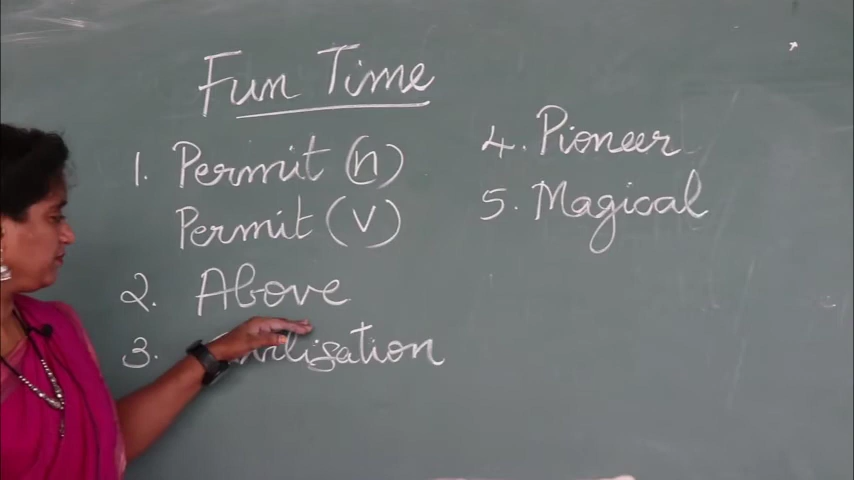 Fun Time
1. Permit (n)
Permit (v)
2. Above
3.
4. Pioneer
5. Magical